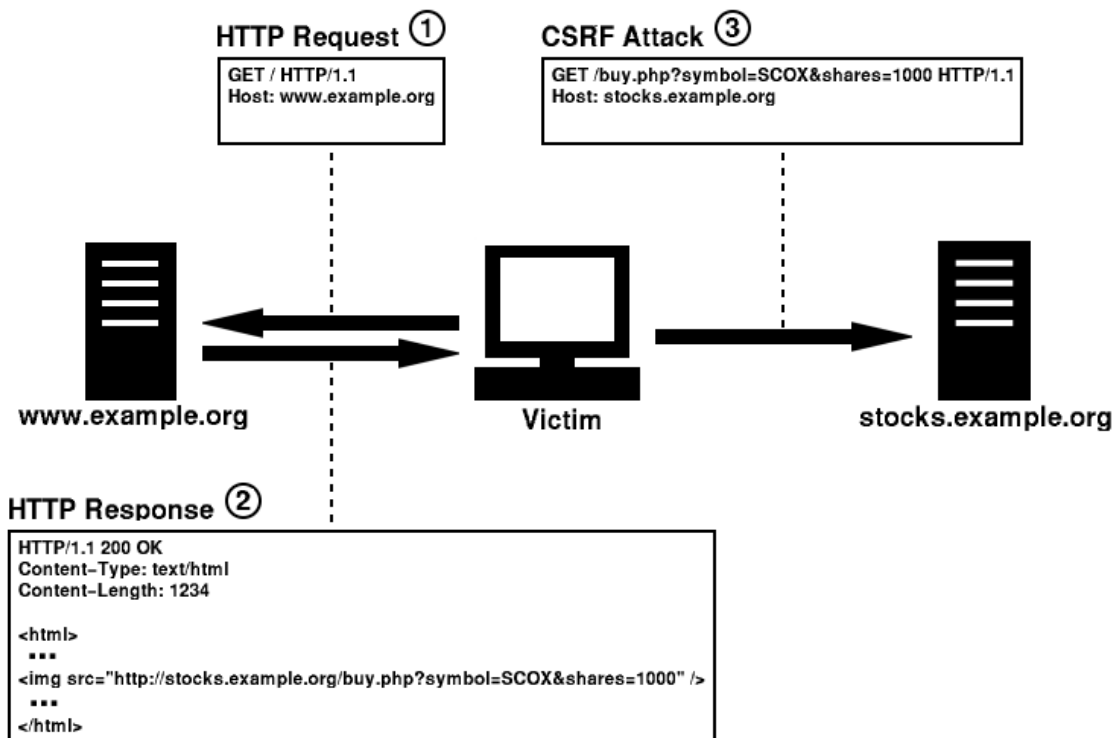 HTTP Request ①
GET / HTTP/1.1
Host: www.example.org
CSRF Attack ③
GET /buy.php?symbol=SCOX&shares=1000 HTTP/1.1
Host: stocks.example.org
www.example.org
Victim
stocks.example.org
HTTP Response ②
HTTP/1.1 200 OK
Content-Type: text/html
Content-Length: 1234
<html>
...
<img src="http://stocks.example.org/buy.php?symbol=SCOX&shares=1000" />
...
</html>